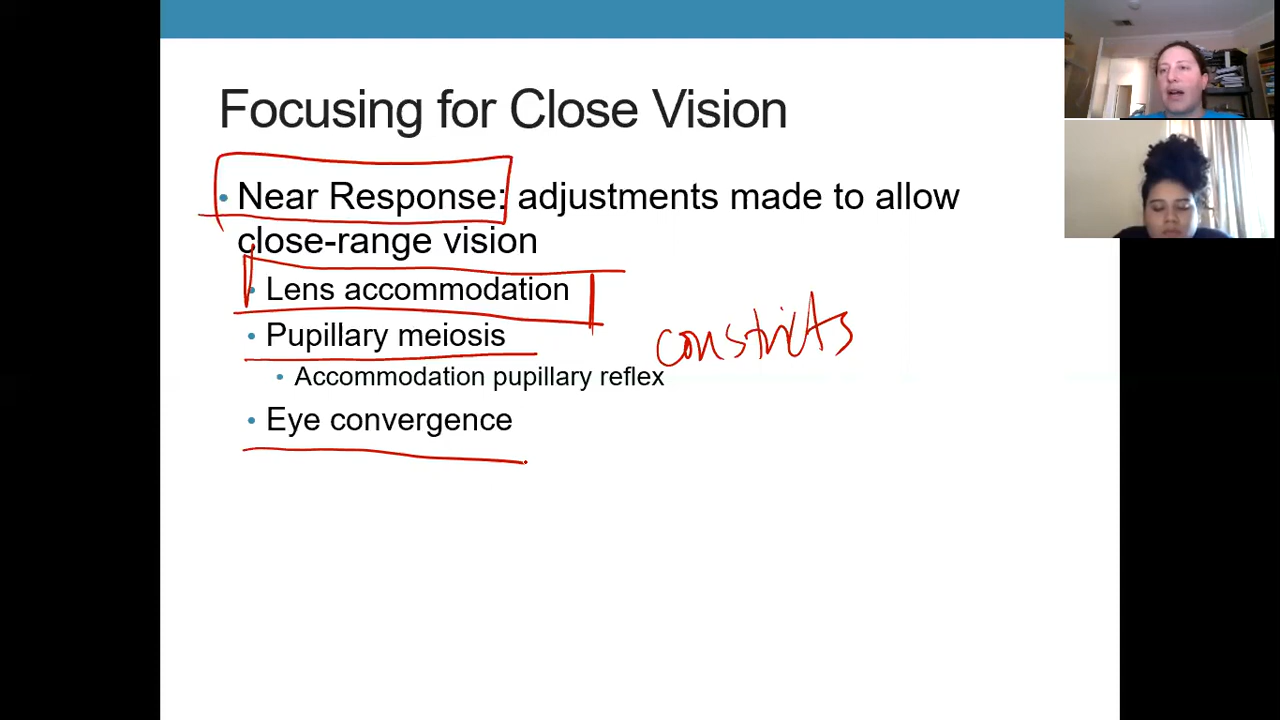 Focusing for Close Vision
• Near Response: adjustments made to allow
close-range vision
• Lens accommodation
• Pupillary meiosis
constricts
• Accommodation pupillary reflex
• Eye convergence